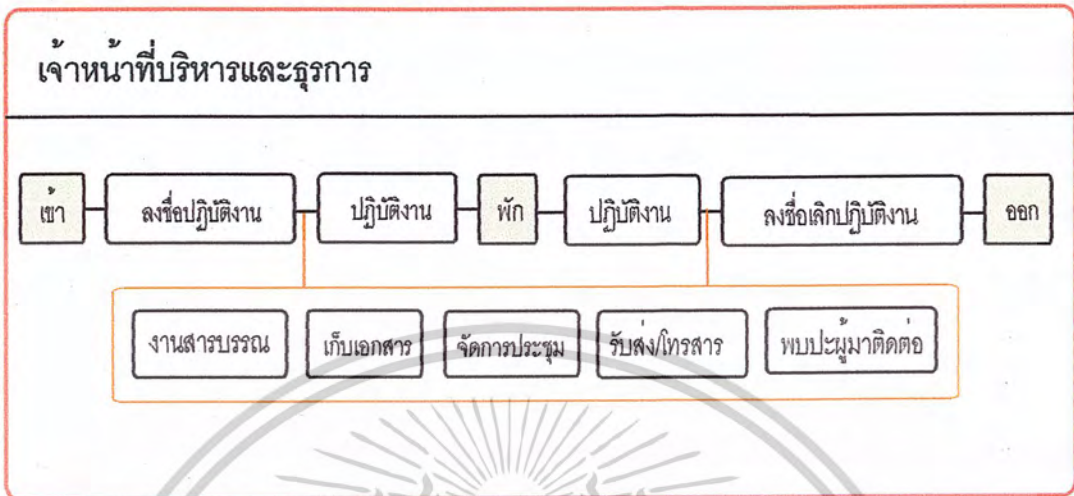 เจ้าหน้าที่บริหารและธุรการ
เข้า ลงชื่อปฏิบัติงาน ปฏิบัติงาน พัก ปฏิบัติงาน ลงชื่อเลิกปฏิบัติงาน ออก
งานสารบรรณ เก็บเอกสาร จัดการประชุม รับส่ง/โทรสาร พบปะผู้มาติดต่อ